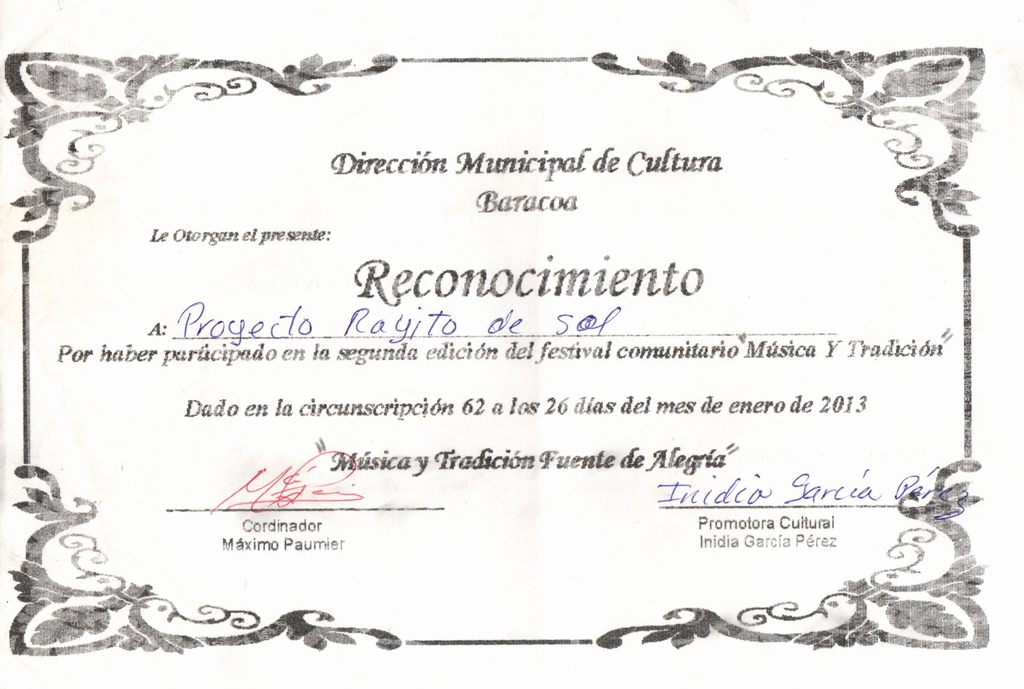 Dirección Municipal de Cultura
Baracoa
Le Otorgan el presente:
Reconocimiento
A: Proyecto Rayito de sol
Por haber participado en la segunda edición del festival comunitario "Música Y Tradición"
Dado en la circunscripción 62 a los 26 días del mes de enero de 2013
"Música y Tradición Fuente de Alegría"
Inidia García Pérez
Cordinador
Promotora Cultural
Máximo Paumier
Inidia García Pérez